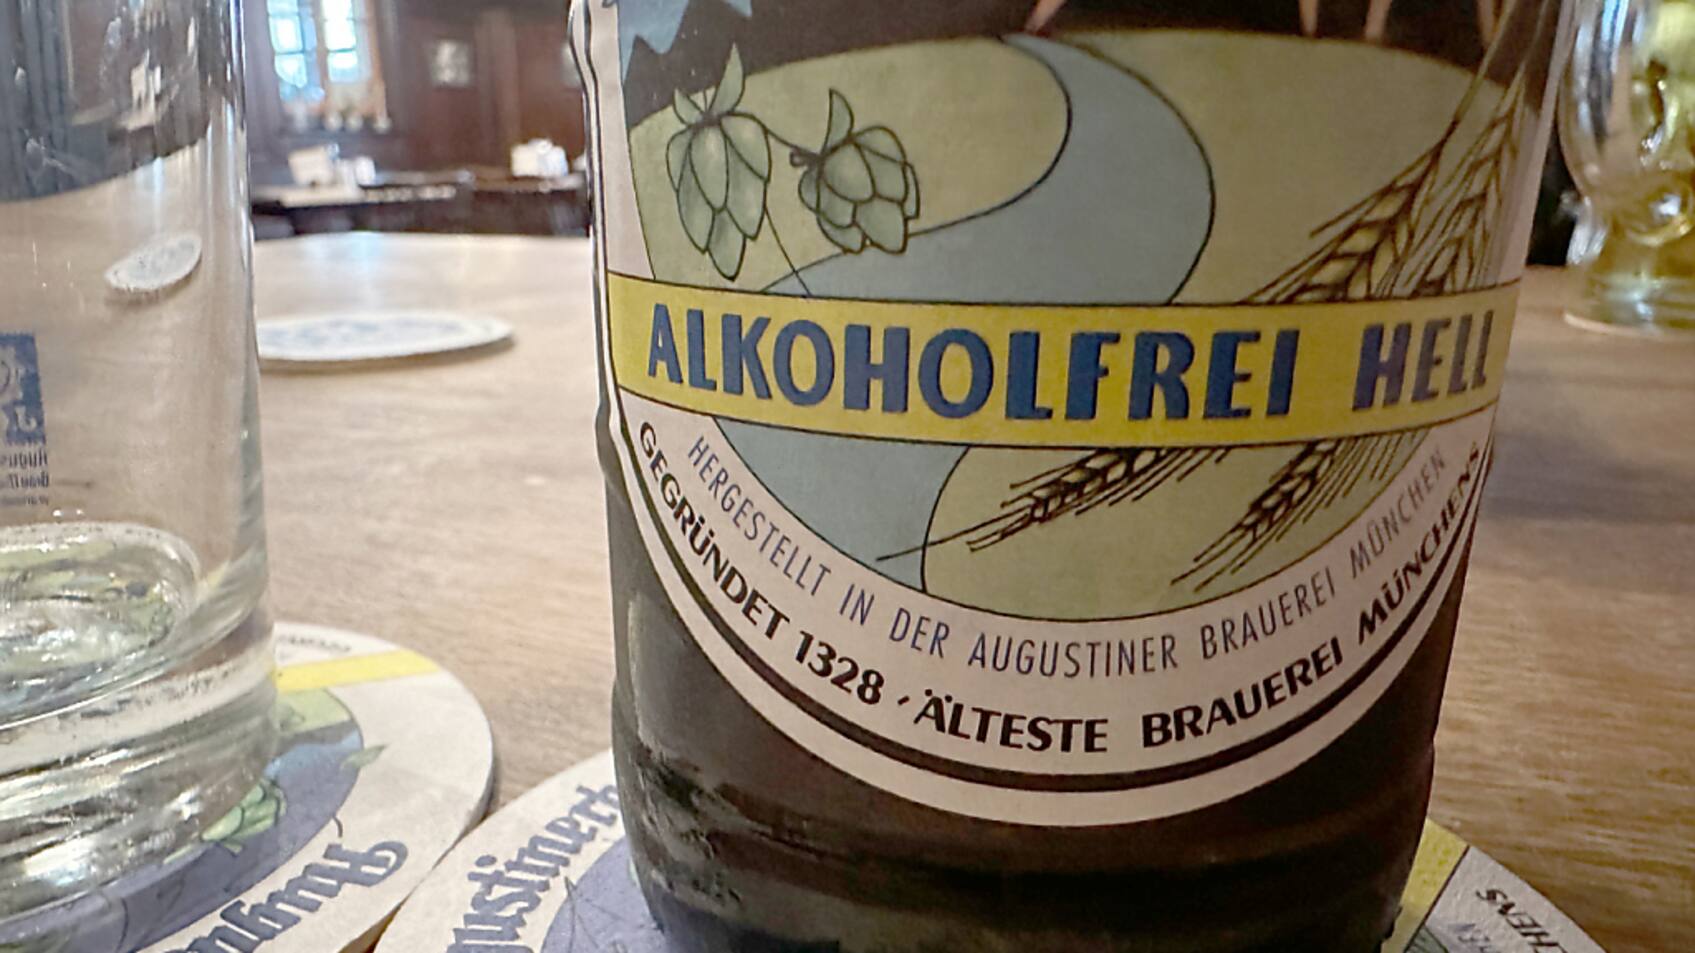 ALKOHOLFREI HELL
HERGESTELLT IN DER AUGUSTINER BRAUEREI MÜNCHEN
GEGRÜNDET 1328 · ÄLTESTE BRAUEREI MÜNCHENS